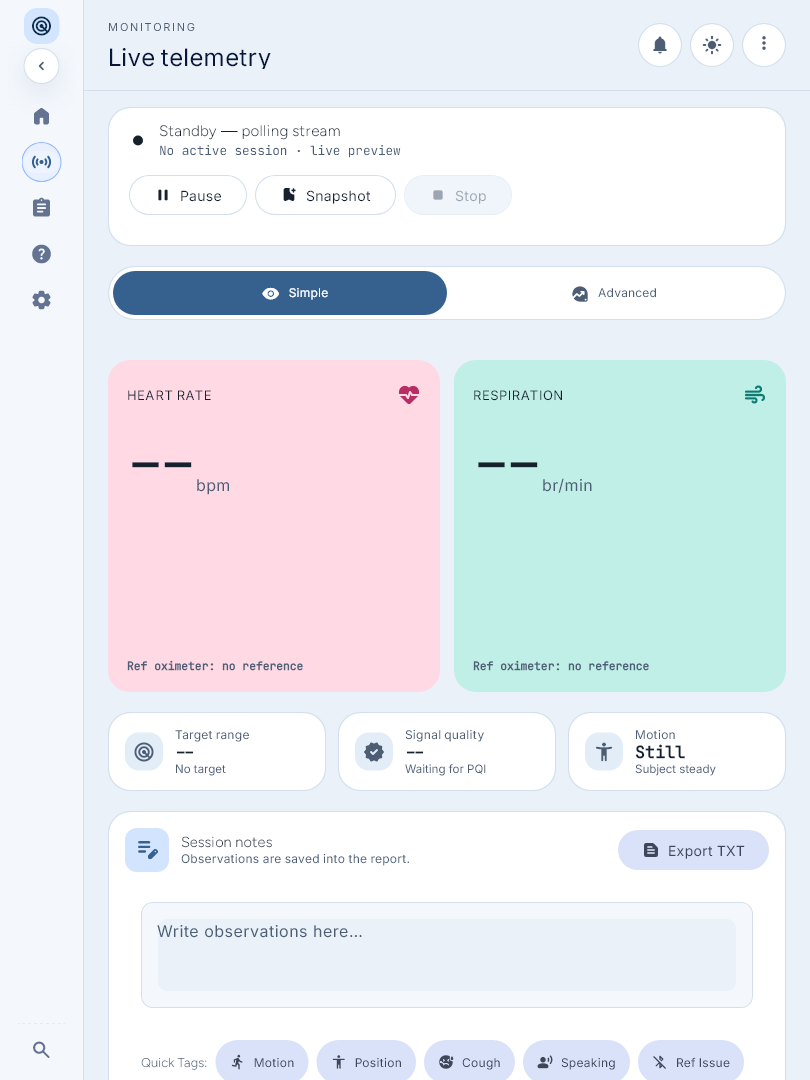 MONITORING
Live telemetry
Standby — polling stream
No active session · live preview
Pause
Snapshot
Stop
Simple
Advanced
HEART RATE
——
bpm
Ref oximeter: no reference
RESPIRATION
——
br/min
Ref oximeter: no reference
Target range
--
No target
Signal quality
--
Waiting for PQI
Motion
Still
Subject steady
Session notes
Observations are saved into the report.
Export TXT
Write observations here...
Quick Tags:
Motion
Position
Cough
Speaking
Ref Issue